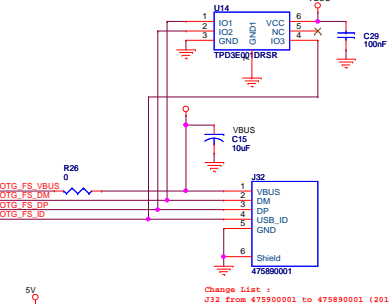 U14
1 IO1 VCC 6
2 IO2 NC 5
3 GND IO3 4
GND1
TPD3E001DRSR
C29
100nF
VBUS
C15
10uF
R26
0
J32
OTG_FS_VBUS 1 VBUS
OTG_FS_DM 2 DM
OTG_FS_DP 3 DP
OTG_FS_ID 4 USB_ID
5 GND
6 Shield
475890001
5V
Change List :
J32 from 475900001 to 475890001 (201